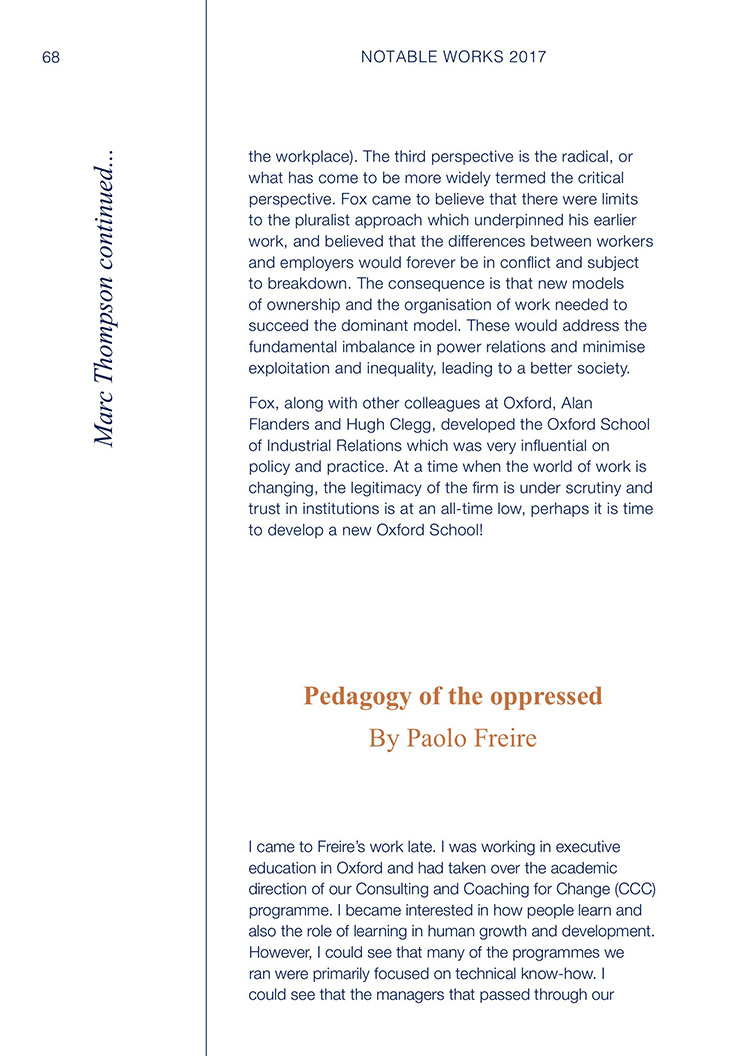 68
NOTABLE WORKS 2017
Marc Thompson continued...
the workplace). The third perspective is the radical, or
what has come to be more widely termed the critical
perspective. Fox came to believe that there were limits
to the pluralist approach which underpinned his earlier
work, and believed that the differences between workers
and employers would forever be in conflict and subject
to breakdown. The consequence is that new models
of ownership and the organisation of work needed to
succeed the dominant model. These would address the
fundamental imbalance in power relations and minimise
exploitation and inequality, leading to a better society.
Fox, along with other colleagues at Oxford, Alan
Flanders and Hugh Clegg, developed the Oxford School
of Industrial Relations which was very influential on
policy and practice. At a time when the world of work is
changing, the legitimacy of the firm is under scrutiny and
trust in institutions is at an all-time low, perhaps it is time
to develop a new Oxford School!
Pedagogy of the oppressed
By Paolo Freire
I came to Freire’s work late. I was working in executive
education in Oxford and had taken over the academic
direction of our Consulting and Coaching for Change (CCC)
programme. I became interested in how people learn and
also the role of learning in human growth and development.
However, I could see that many of the programmes we
ran were primarily focused on technical know-how. I
could see that the managers that passed through our